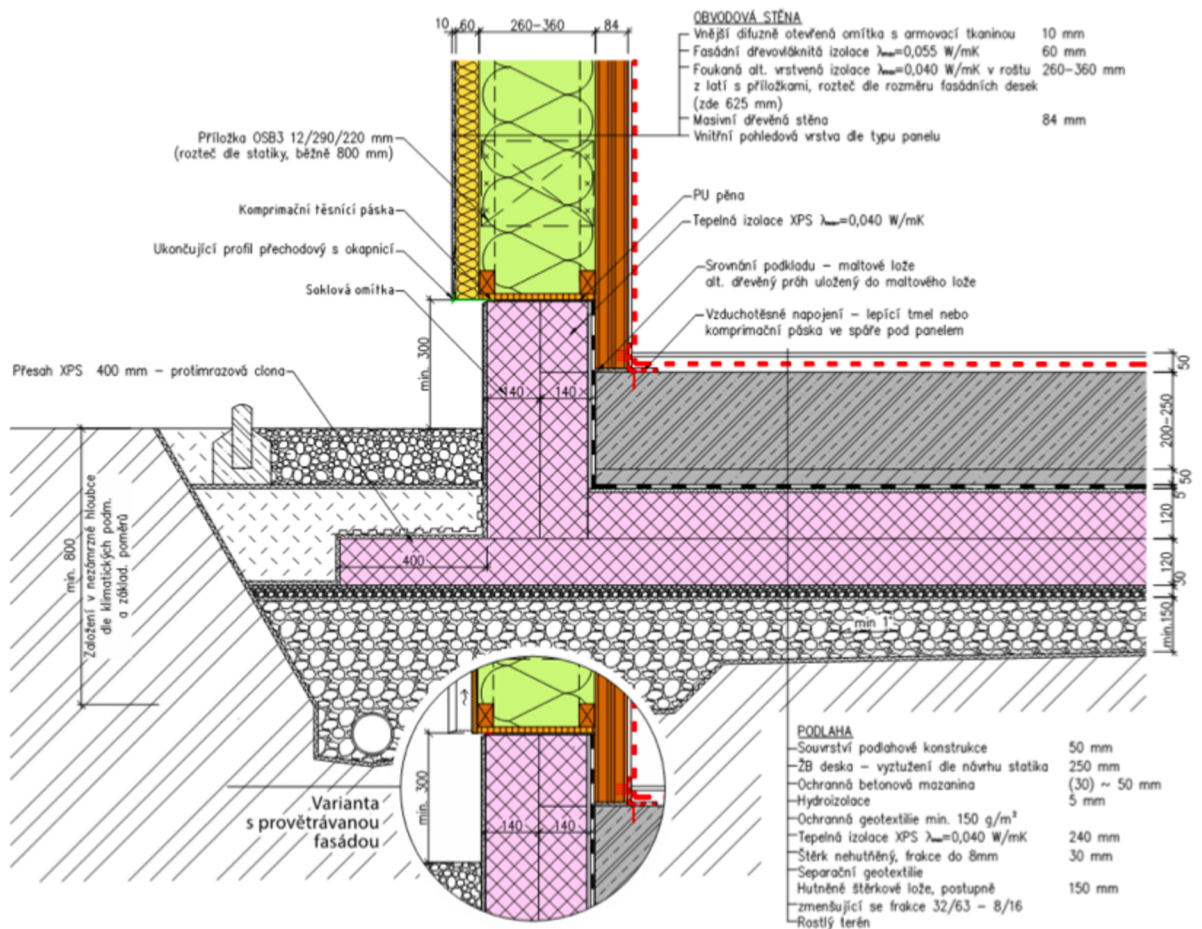 10 60 260-360 84
OBVODOVÁ STĚNA
Vnější difuzně otevřená omítka s armovací tkaninou 10 mm
Fasádní dřevovláknitá izolace λmax=0,055 W/mK 60 mm
Foukaná alt. vrstvená izolace λmax=0,040 W/mK v roštu 260-360 mm
z latí s příložkami, rozteč dle rozměru fasádních desek
(zde 625 mm)
Masivní dřevěná stěna 84 mm
Vnitřní pohledová vrstva dle typu panelu
Příložka OSB3 12/290/220 mm
(rozteč dle statiky, běžně 800 mm)
Komprimační těsnící páska
Ukončující profil přechodový s okapnicí
Soklová omítka
PU pěna
Tepelná izolace XPS λmax=0,040 W/mK
Srovnání podkladu – maltové lože
alt. dřevěný práh uložený do maltového lože
Vzduchotěsné napojení – lepící tmel nebo
komprimační páska ve spáře pod panelem
min. 300
Přesah XPS 400 mm – protimrazová clona
140 140
50
200-250
50
5
120
120
30
min.150
400
min. 800
Založení v nezámrzné hloubce
dle klimatických podm.
a základ. poměrů
min 1°
min. 300
140 140
Varianta
s provětrávanou
fasádou
PODLAHA
Souvrství podlahové konstrukce 50 mm
ŽB deska – vyztužení dle návrhu statika 250 mm
Ochranná betonová mazanina (30) ~ 50 mm
Hydroizolace 5 mm
Ochranná geotextilie min. 150 g/m²
Tepelná izolace XPS λmax=0,040 W/mK 240 mm
Štěrk nehutněný, frakce do 8mm 30 mm
Separační geotextilie
Hutněné štěrkové lože, postupně 150 mm
zmenšující se frakce 32/63 – 8/16
Rostlý terén